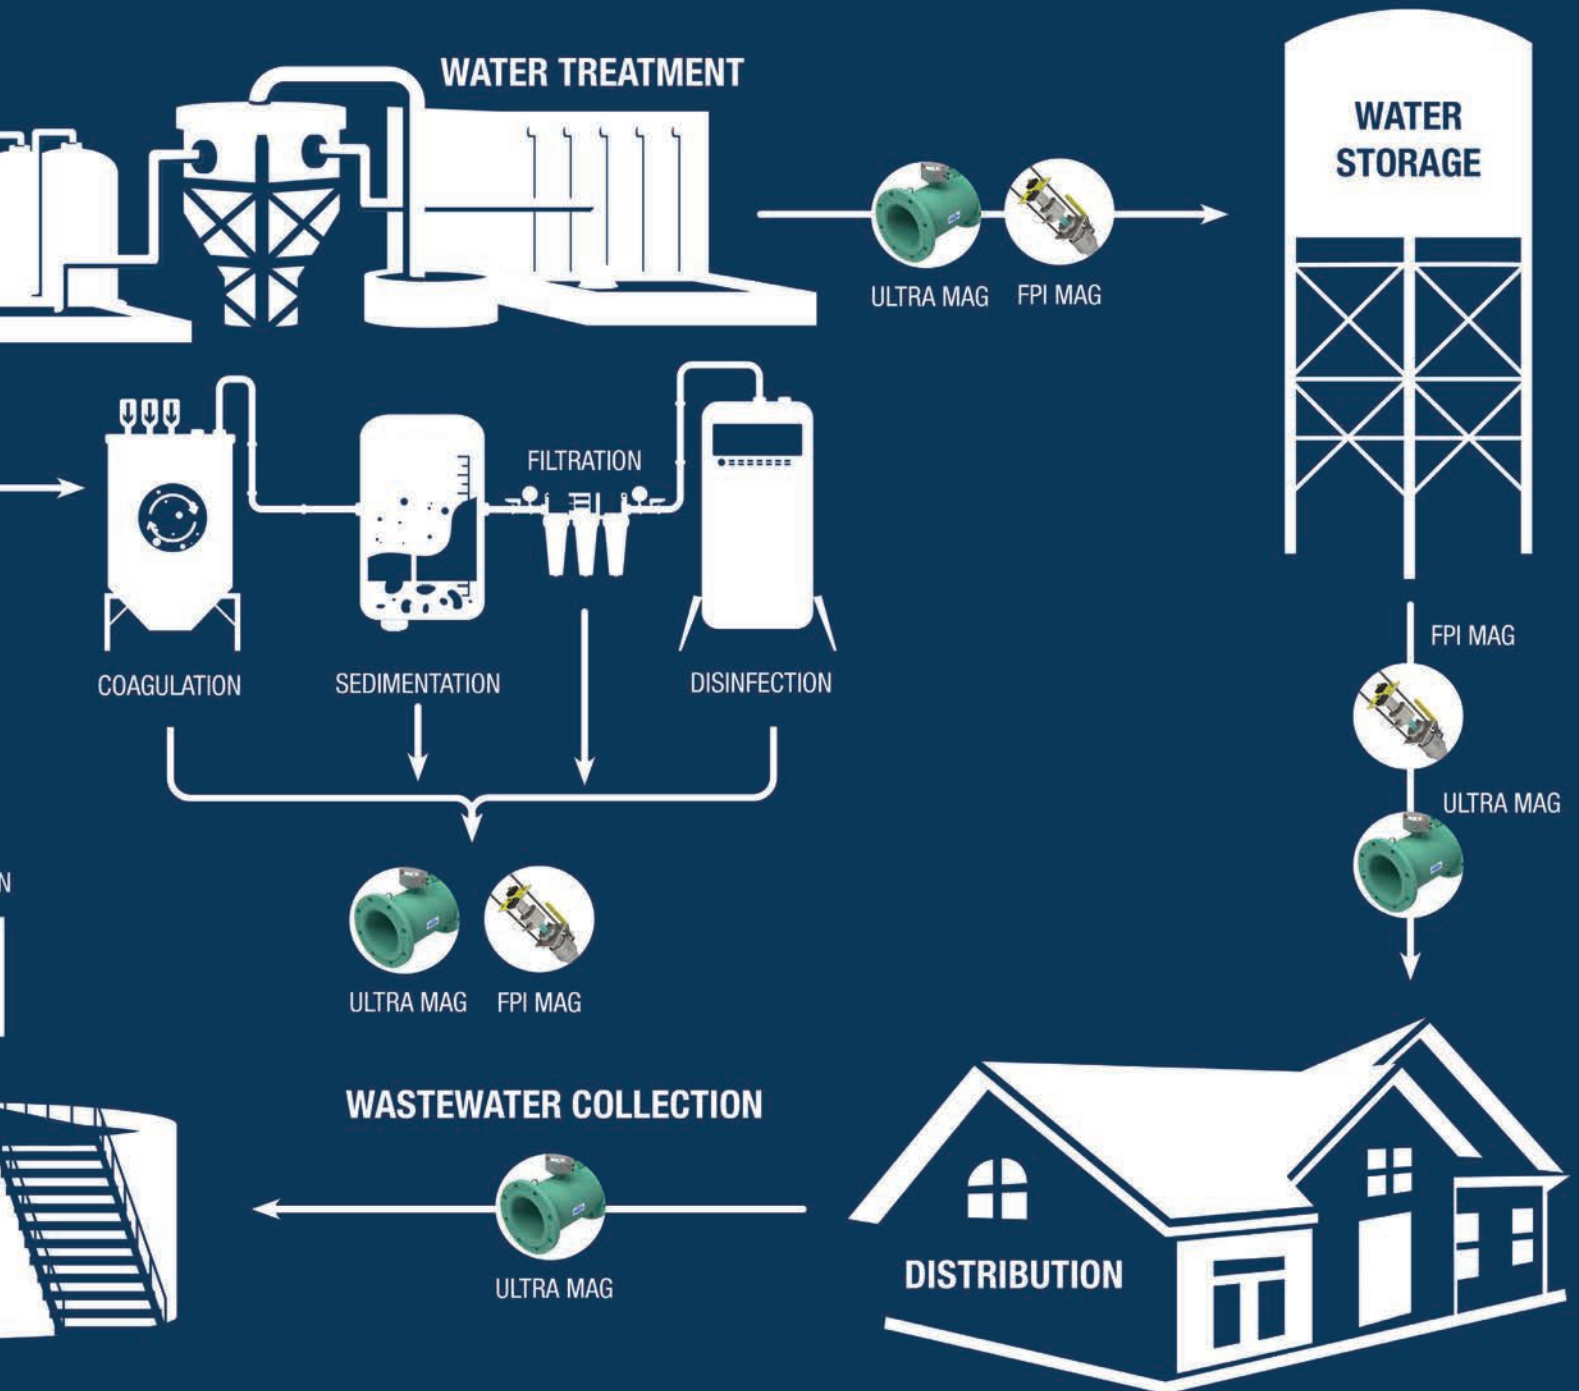 WATER TREATMENT
WATER
STORAGE
ULTRA MAG
FPI MAG
FILTRATION
COAGULATION
SEDIMENTATION
DISINFECTION
FPI MAG
ULTRA MAG
N
ULTRA MAG
FPI MAG
WASTEWATER COLLECTION
ULTRA MAG
DISTRIBUTION